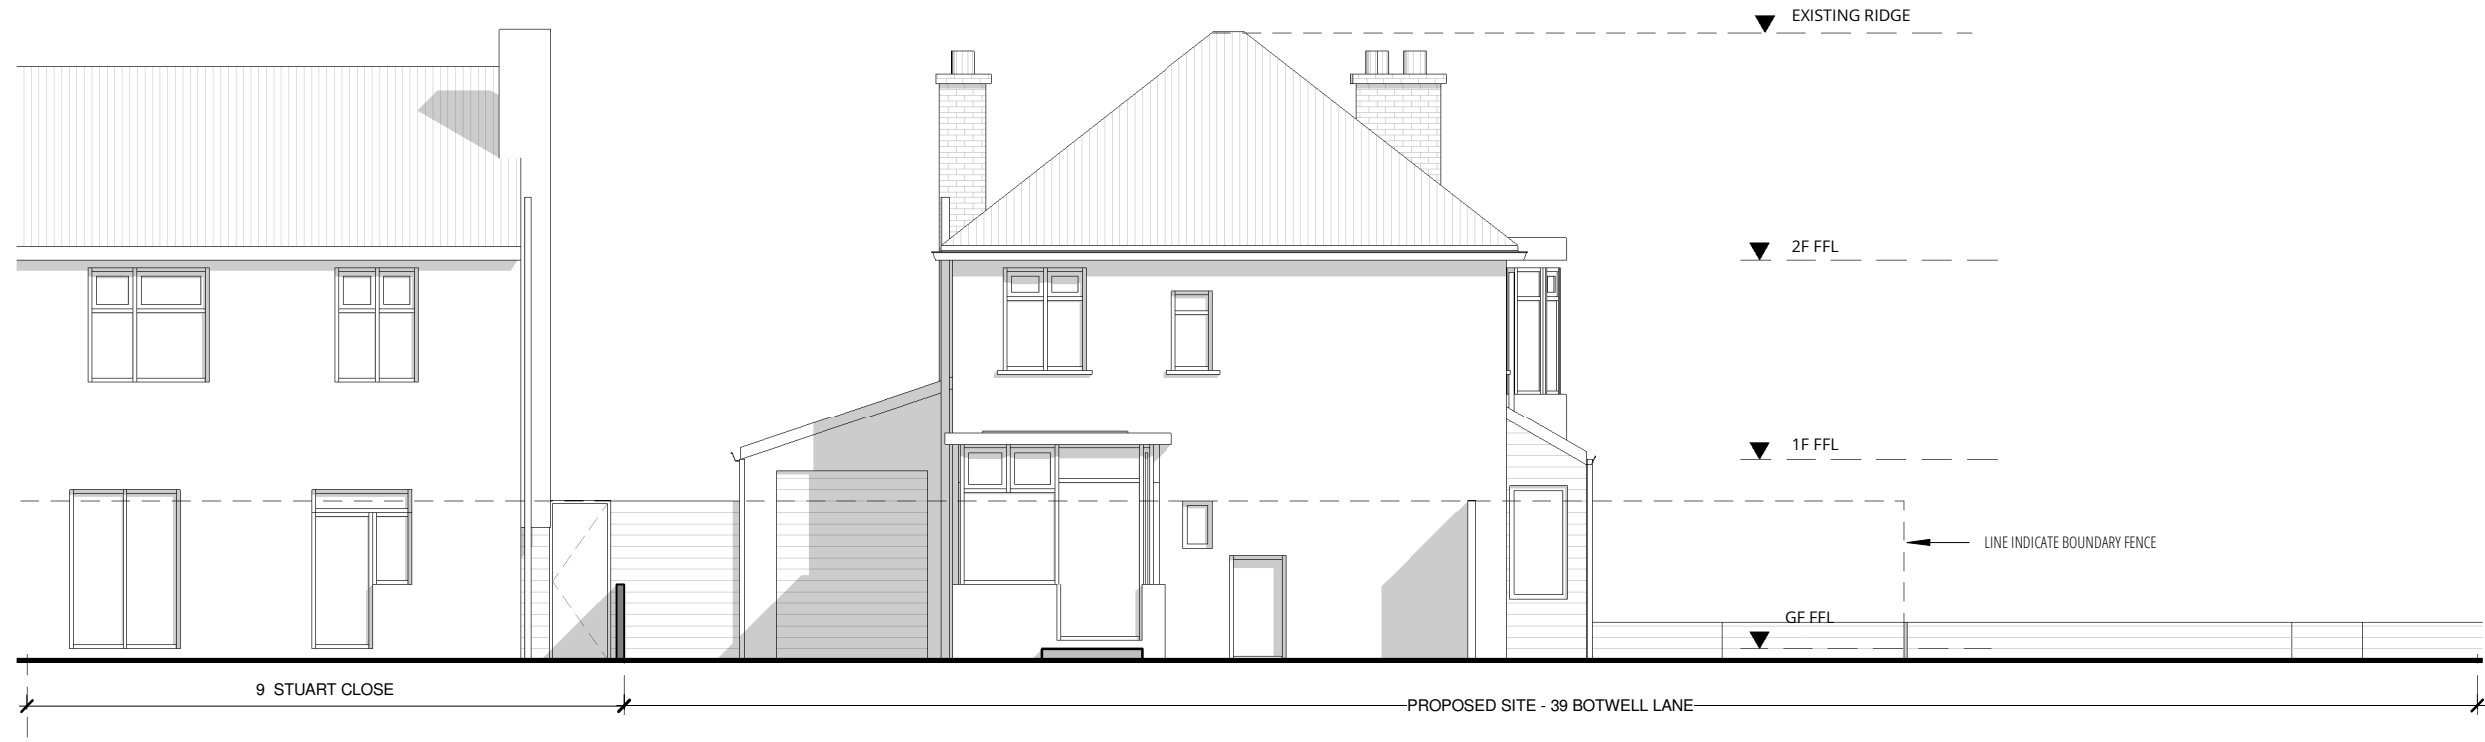 EXISTING RIDGE
2F FFL
1F FFL
LINE INDICATE BOUNDARY FENCE
GF FFL
9 STUART CLOSE
PROPOSED SITE - 39 BOTWELL LANE